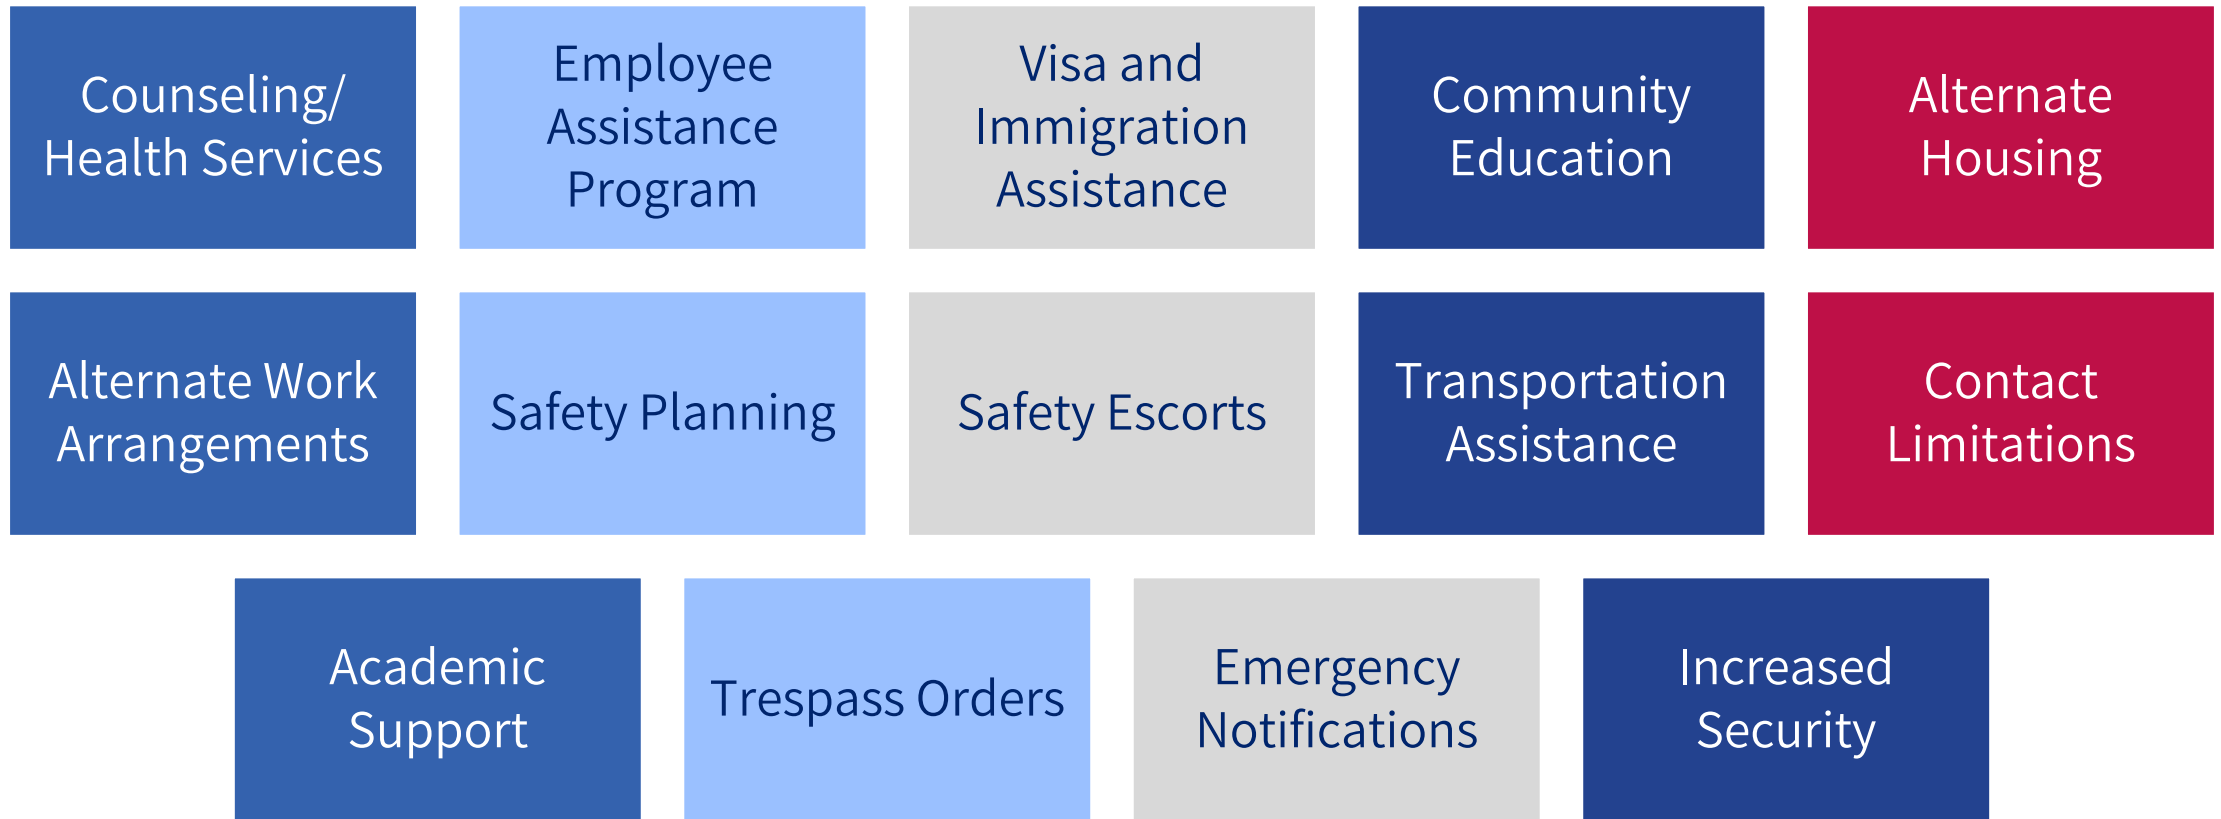 Counseling/
Health Services
Employee
Assistance
Program
Visa and
Immigration
Assistance
Community
Education
Alternate
Housing
Alternate Work
Arrangements
Safety Planning
Safety Escorts
Transportation
Assistance
Contact
Limitations
Academic
Support
Trespass Orders
Emergency
Notifications
Increased
Security